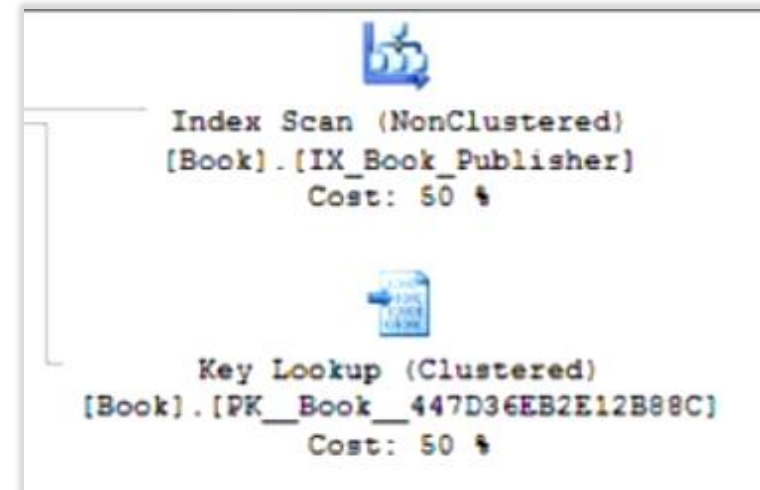 Index Scan (NonClustered)
[Book].[IX_Book_Publisher]
Cost: 50 %
Key Lookup (Clustered)
[Book].[PK__Book__447D36EB2E12B88C]
Cost: 50 %